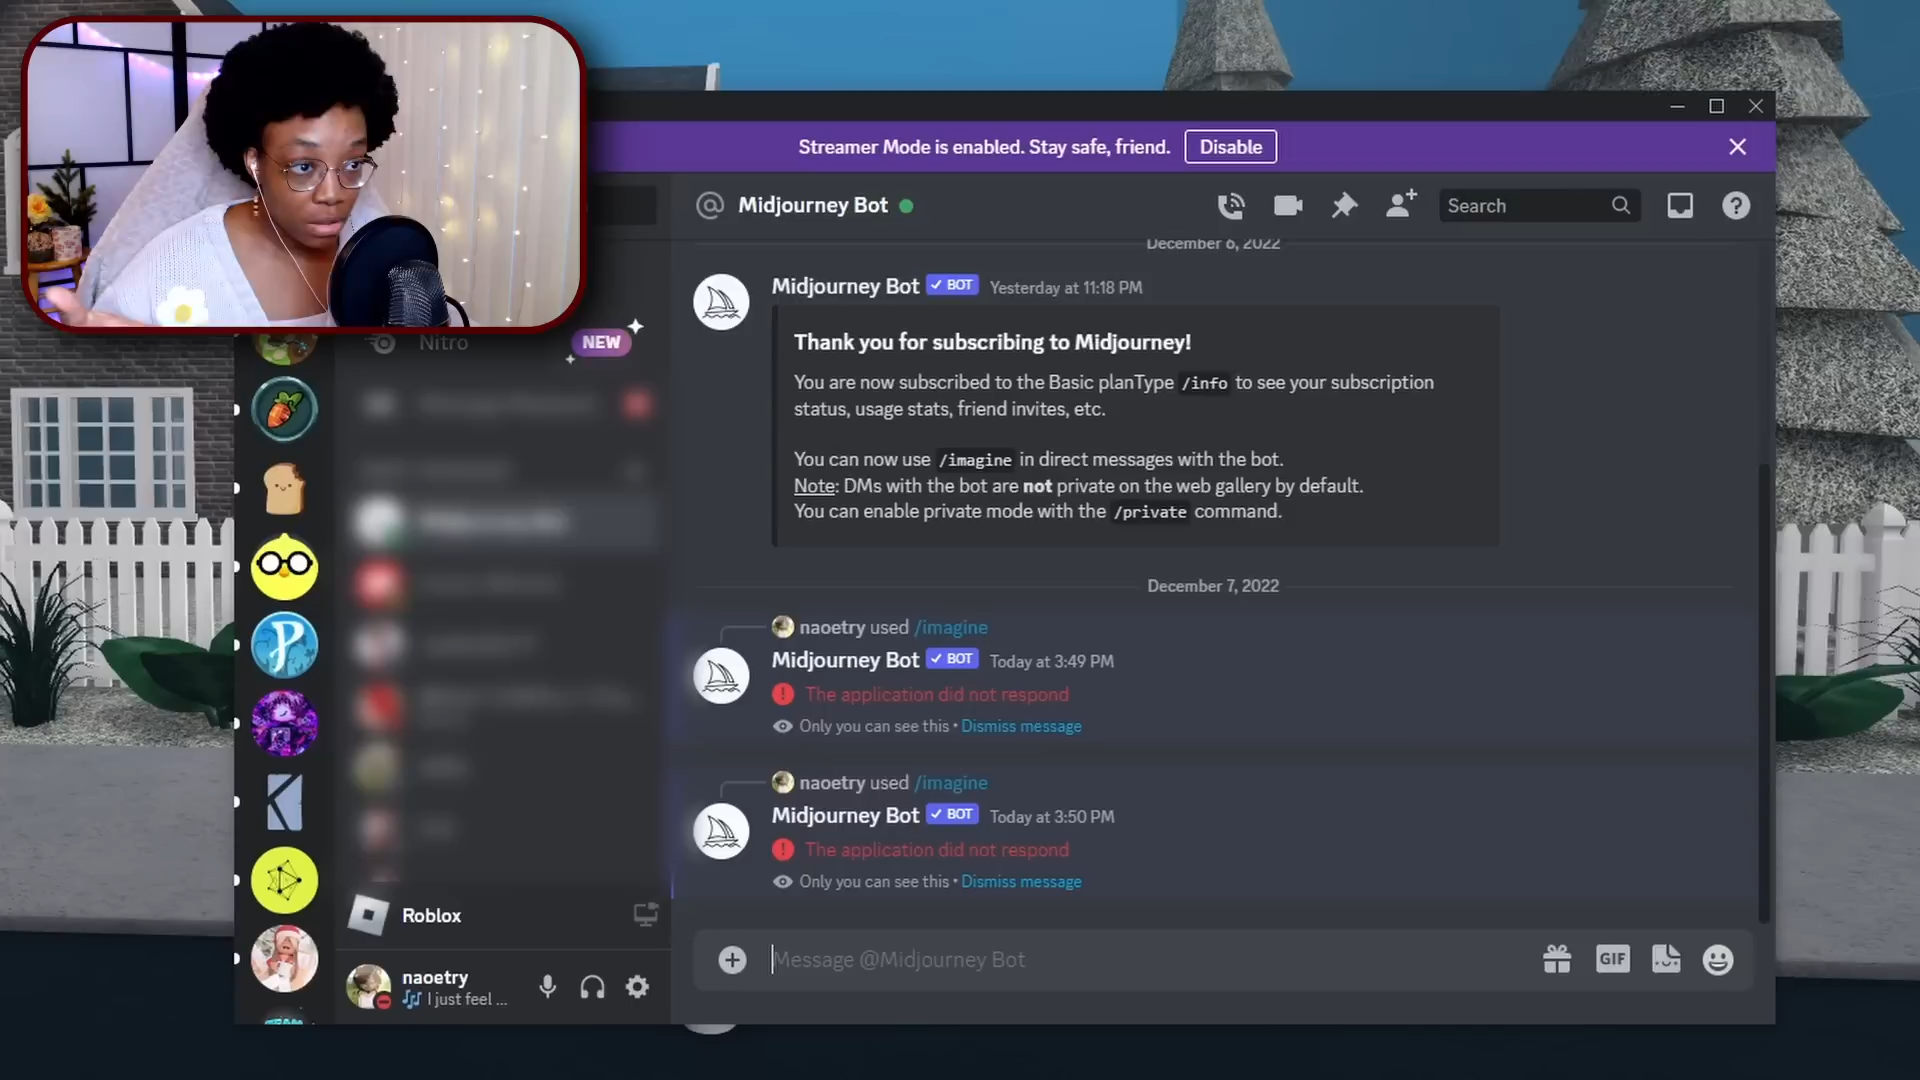 Streamer Mode is enabled. Stay safe, friend. Disable
Midjourney Bot
Search
December 6, 2022
Midjourney Bot BOT Yesterday at 11:18 PM
Thank you for subscribing to Midjourney!
You are now subscribed to the Basic planType /info to see your subscription
status, usage stats, friend invites, etc.
You can now use /imagine in direct messages with the bot.
Note: DMs with the bot are not private on the web gallery by default.
You can enable private mode with the /private command.
December 7, 2022
naoetry used /imagine
Midjourney Bot BOT Today at 3:49 PM
The application did not respond
Only you can see this • Dismiss message
naoetry used /imagine
Midjourney Bot BOT Today at 3:50 PM
The application did not respond
Only you can see this • Dismiss message
Message @Midjourney Bot
GIF
Nitro
NEW
Roblox
naoetry
I just feel ...